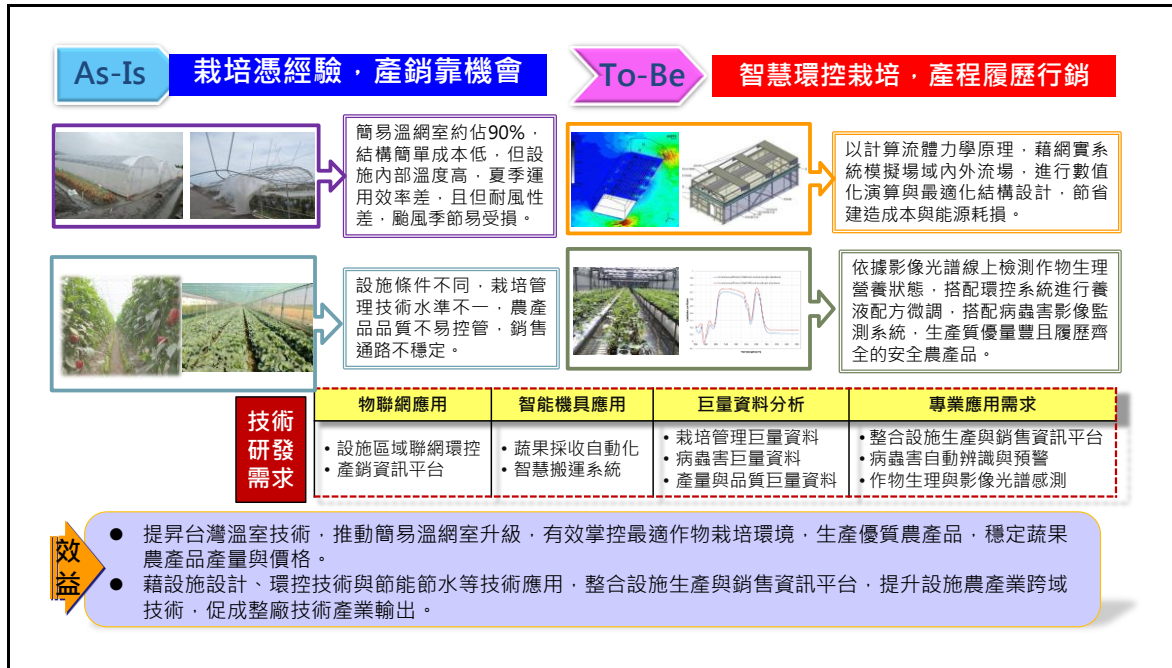 As-Is
栽培憑經驗，產銷靠機會
To-Be
智慧環控栽培，產程履歷行銷
簡易溫網室約佔90%，
結構簡單成本低，但設
施內部溫度高，夏季運
用效率差，且但耐風性
差，颱風季節易受損。
以計算流體力學原理，藉網實系
統模擬場域內外流場，進行數值
化演算與最適化結構設計，節省
建造成本與能源耗損。
設施條件不同，栽培管
理技術水準不一，農產
品品質不易控管，銷售
通路不穩定。
依據影像光譜線上檢測作物生理
營養狀態，搭配環控系統進行養
液配方微調，搭配病蟲害影像監
測系統，生產質優量豐且履歷齊
全的安全農產品。
技術
研發
需求
物聯網應用
• 設施區域聯網環控
• 產銷資訊平台
智能機具應用
• 蔬果採收自動化
• 智慧搬運系統
巨量資料分析
• 栽培管理巨量資料
• 病蟲害巨量資料
• 產量與品質巨量資料
專業應用需求
• 整合設施生產與銷售資訊平台
• 病蟲害自動辨識與預警
• 作物生理與影像光譜感測
效
益
● 提昇台灣溫室技術，推動簡易溫網室升級，有效掌控最適作物栽培環境，生產優質農產品，穩定蔬果
農產品產量與價格。
● 藉設施設計、環控技術與節能節水等技術應用，整合設施生產與銷售資訊平台，提升設施農產業跨域
技術，促成整廠技術產業輸出。